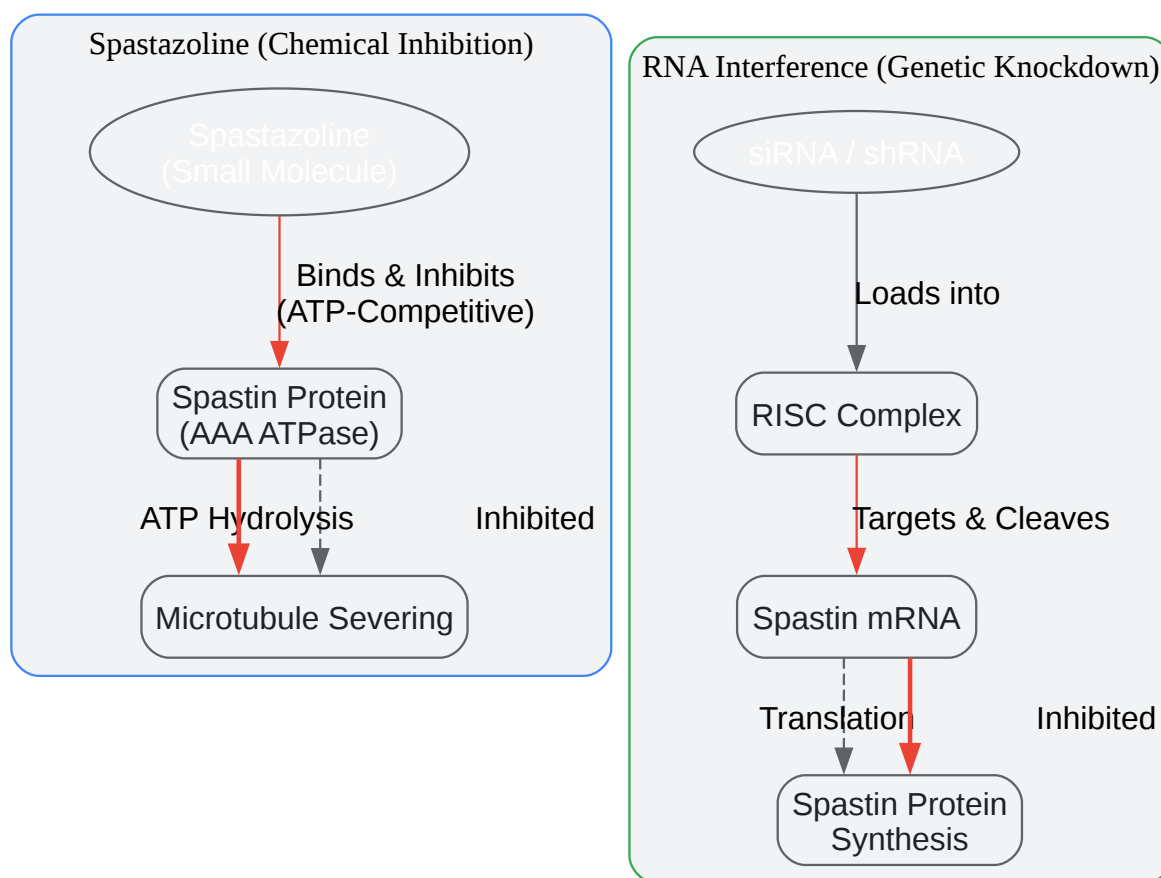 Spastazoline (Chemical Inhibition)
Spastazoline
(Small Molecule)
Binds & Inhibits
(ATP-Competitive)
Spastin Protein
(AAA ATPase)
ATP Hydrolysis
Inhibited
Microtubule Severing
RNA Interference (Genetic Knockdown)
siRNA / shRNA
Loads into
RISC Complex
Targets & Cleaves
Spastin mRNA
Translation
Inhibited
Spastin Protein
Synthesis